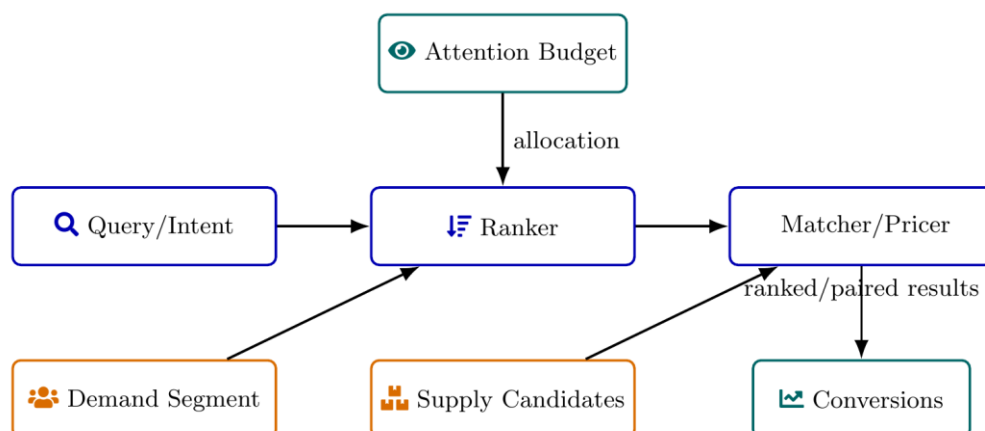 Attention Budget
allocation
Query/Intent
Ranker
Matcher/Pricer
ranked/paired results
Demand Segment
Supply Candidates
Conversions